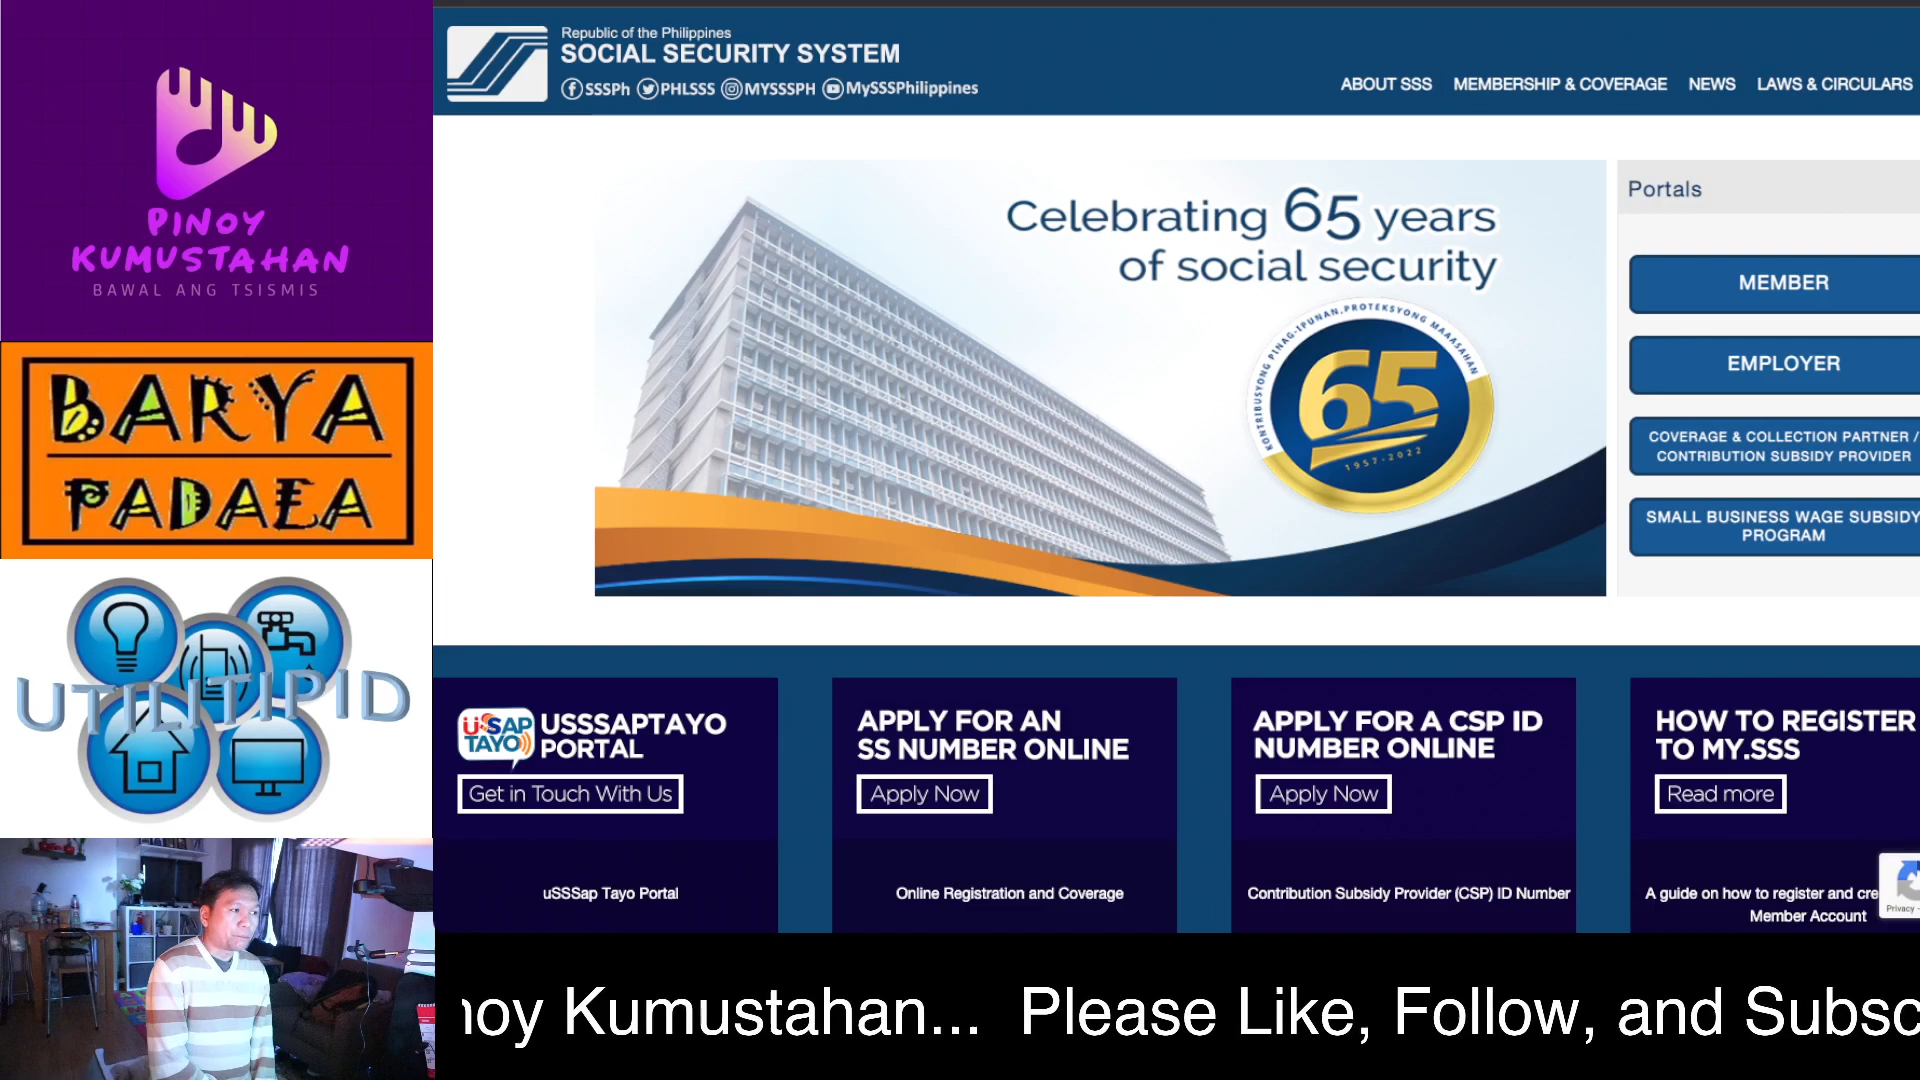 PINOY
KUMUSTAHAN
BAWAL ANG TSISMIS
BARYA
PADALA
UTILITIPID
Republic of the Philippines
SOCIAL SECURITY SYSTEM
SSSPh PHLSSS MYSSSPH MySSSPhilippines
ABOUT SSS MEMBERSHIP & COVERAGE NEWS LAWS & CIRCULARS
Celebrating 65 years
of social security
KONTRIBUSYONG PINAG-IPUNAN, PROTEKSYONG MAAASAHAN
65
1957-2022
Portals
MEMBER
EMPLOYER
COVERAGE & COLLECTION PARTNER /
CONTRIBUTION SUBSIDY PROVIDER
SMALL BUSINESS WAGE SUBSIDY
PROGRAM
USSAP
TAYO
USSSAPTAYO
PORTAL
Get in Touch With Us
uSSSap Tayo Portal
APPLY FOR AN
SS NUMBER ONLINE
Apply Now
Online Registration and Coverage
APPLY FOR A CSP ID
NUMBER ONLINE
Apply Now
Contribution Subsidy Provider (CSP) ID Number
HOW TO REGISTER
TO MY.SSS
Read more
A guide on how to register and cre
Member Account
Privacy -
noy Kumustahan... Please Like, Follow, and Subsc